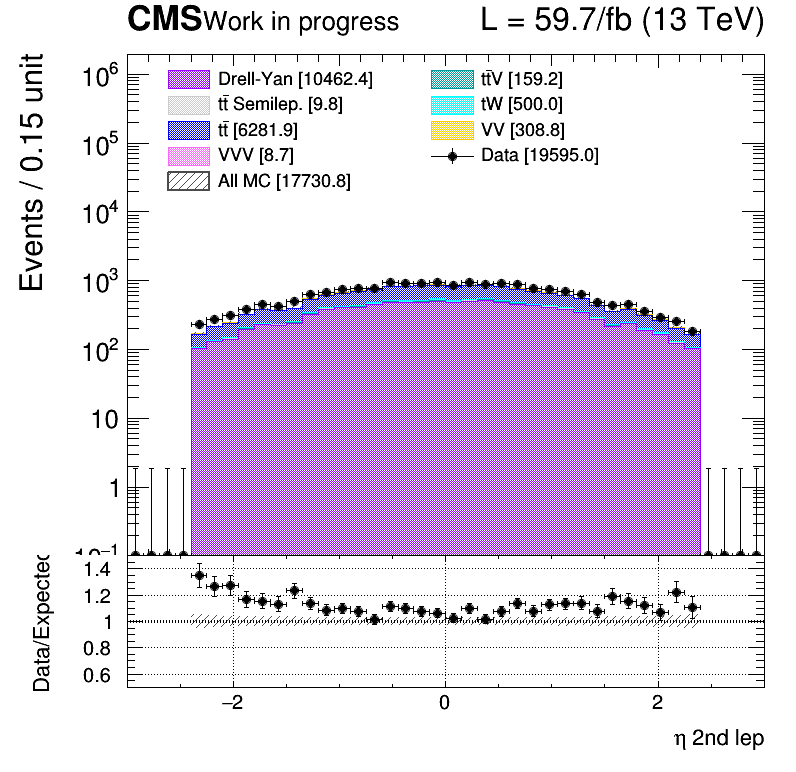 CMS Work in progress L = 59.7/fb (13 TeV)
Events / 0.15 unit
10⁶
10⁵
10⁴
10³
10²
10
1
10⁻¹
Drell-Yan [10462.4]
tt̄ Semilep. [9.8]
tt̄ [6281.9]
VVV [8.7]
All MC [17730.8]
tt̄V [159.2]
tW [500.0]
VV [308.8]
Data [19595.0]
Data/Expected
1.4
1.2
1
0.8
0.6
−2 0 2
η 2nd lep